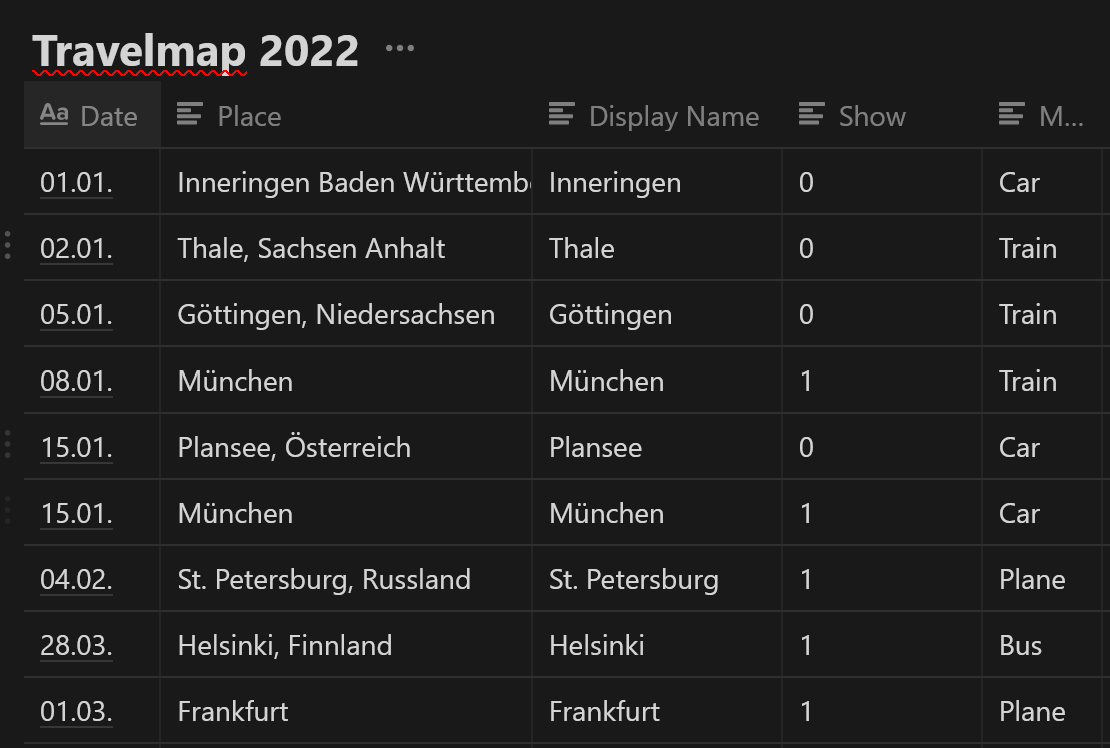 Travelmap 2022 ...
Aa Date Place Display Name Show M...
01.01. Inneringen Baden Württemb Inneringen 0 Car
02.01. Thale, Sachsen Anhalt Thale 0 Train
05.01. Göttingen, Niedersachsen Göttingen 0 Train
08.01. München München 1 Train
15.01. Plansee, Österreich Plansee 0 Car
15.01. München München 1 Car
04.02. St. Petersburg, Russland St. Petersburg 1 Plane
28.03. Helsinki, Finnland Helsinki 1 Bus
01.03. Frankfurt Frankfurt 1 Plane